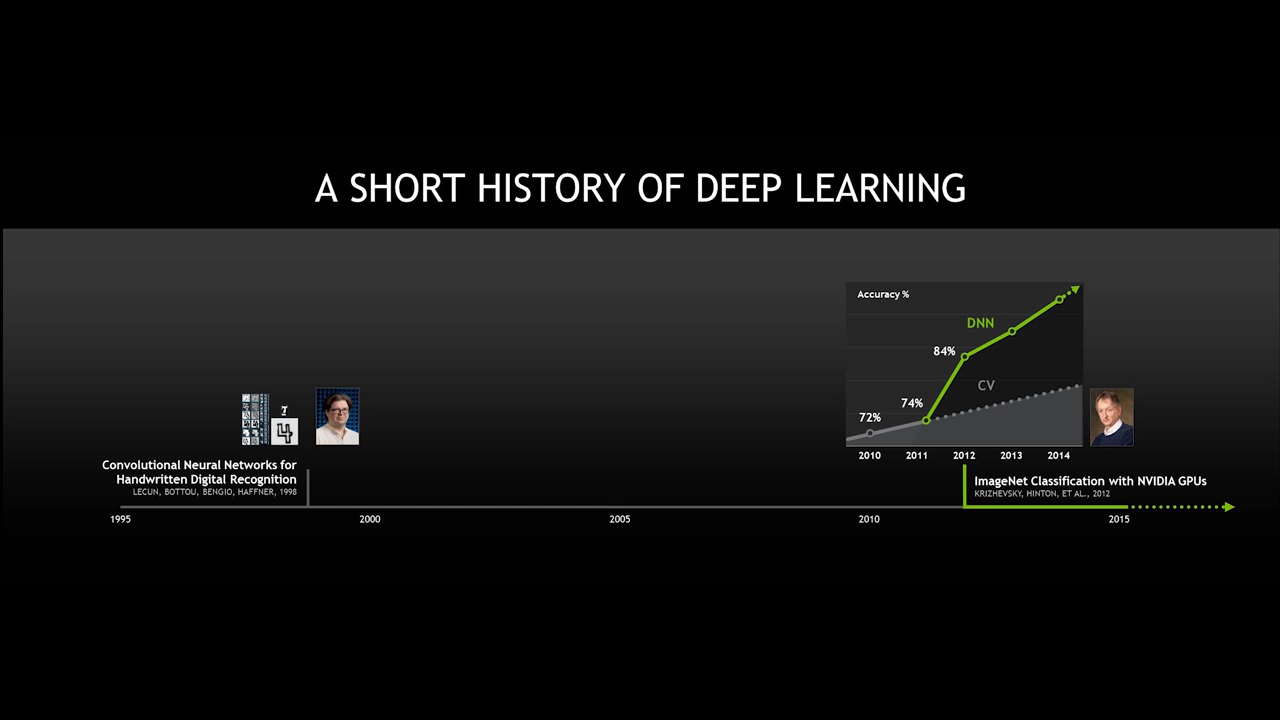 A SHORT HISTORY OF DEEP LEARNING
Accuracy %
DNN
84%
CV
74%
72%
2010 2011 2012 2013 2014
4
Convolutional Neural Networks for
Handwritten Digital Recognition
LECUN, BOTTOU, BENGIO, HAFFNER, 1998
ImageNet Classification with NVIDIA GPUs
KRIZHEVSKY, HINTON, ET AL., 2012
1995 2000 2005 2010 2015